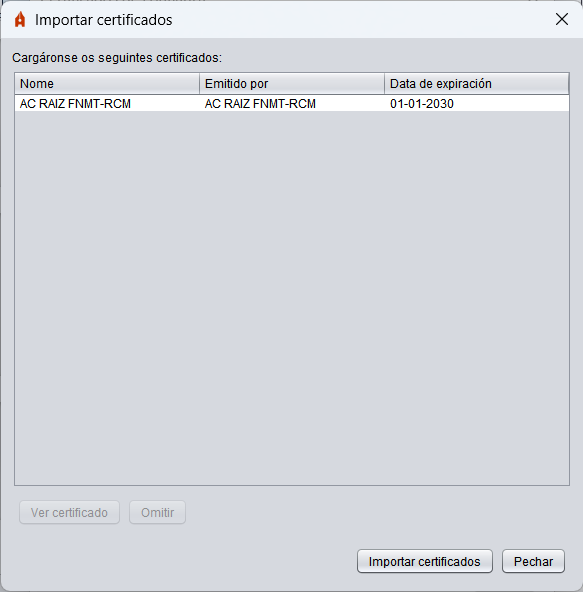 Importar certificados
Cargáronse os seguintes certificados:
Nome Emitido por Data de expiración
AC RAIZ FNMT-RCM AC RAIZ FNMT-RCM 01-01-2030
Ver certificado Omitir
Importar certificados Pechar